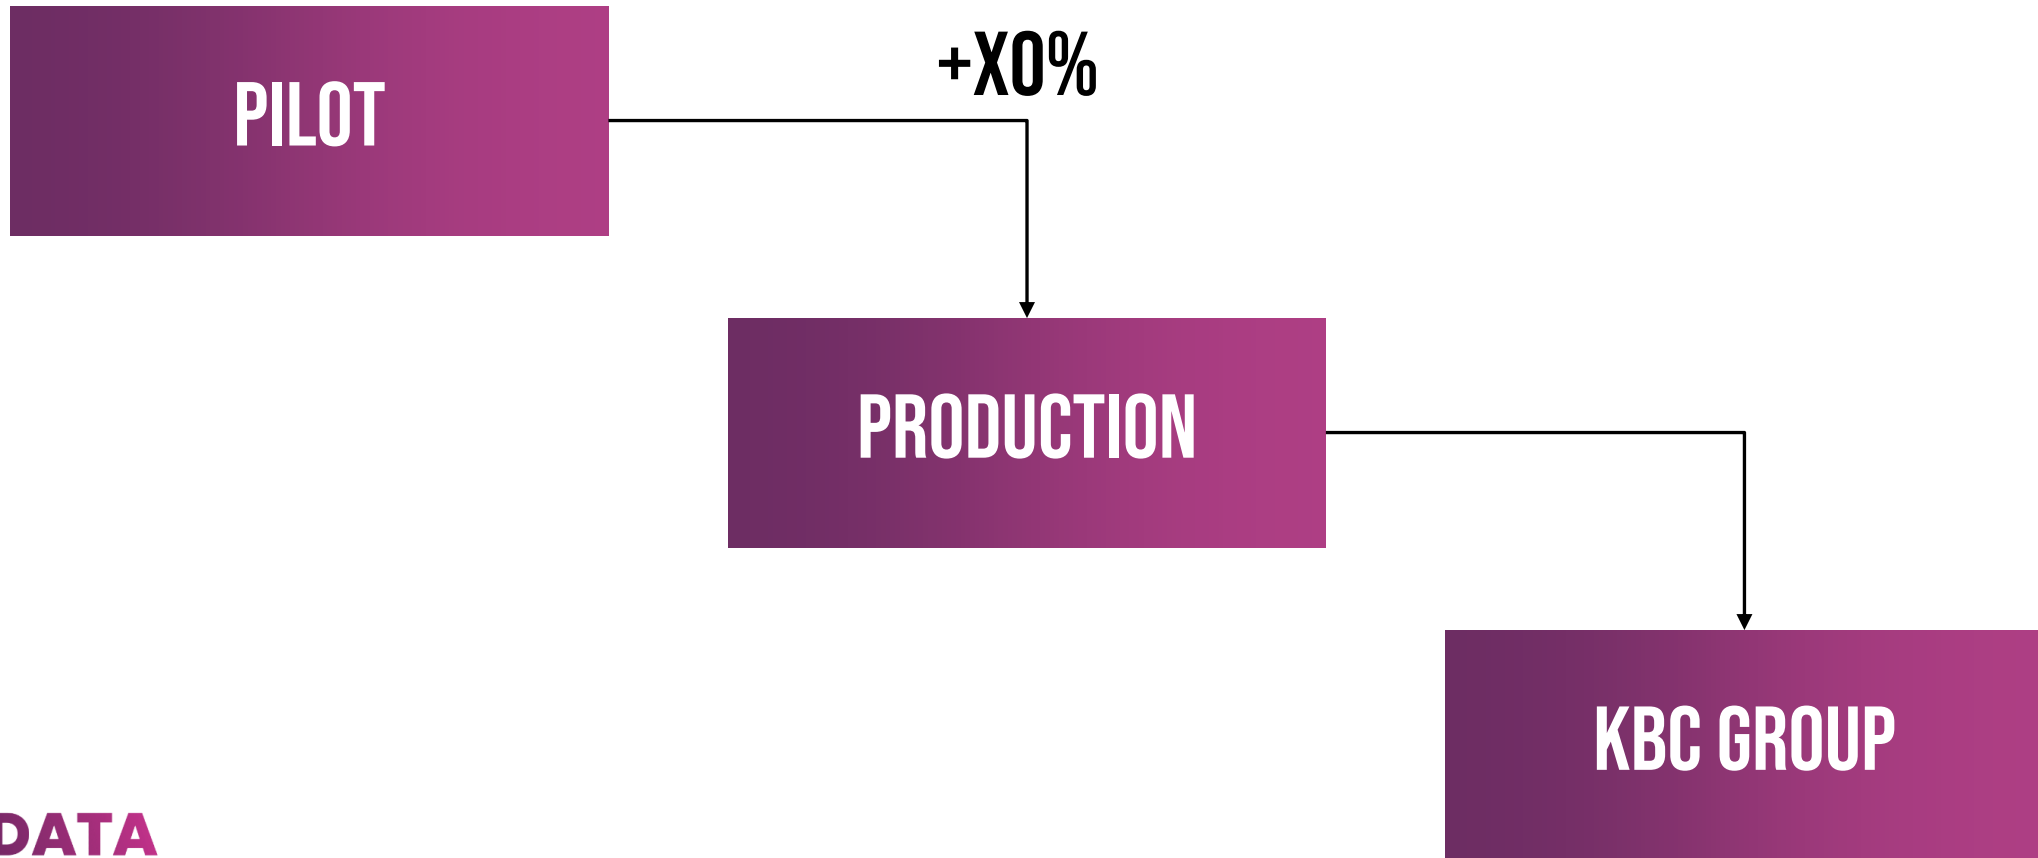 PILOT
+X0%
PRODUCTION
KBC GROUP
DATA